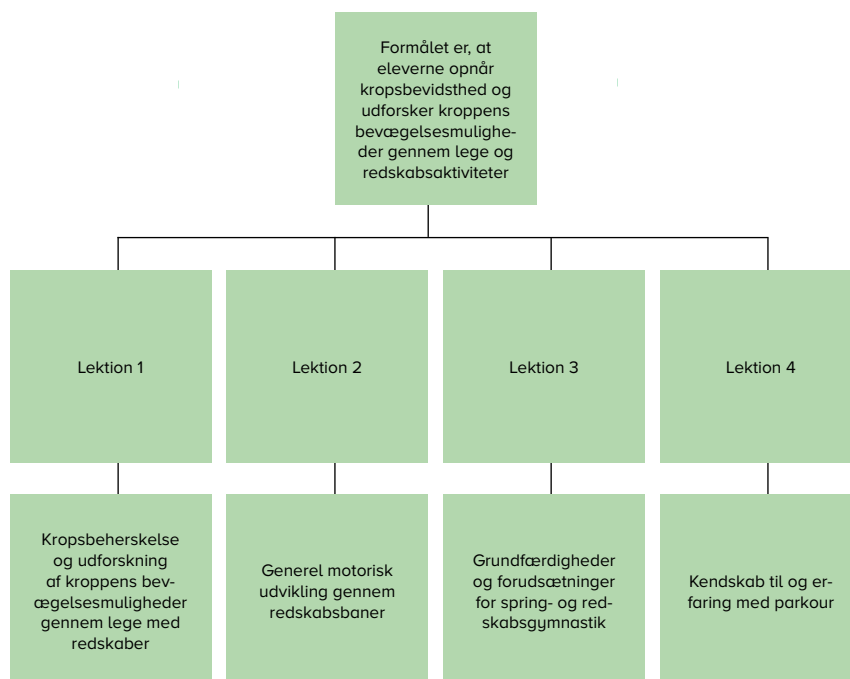 Formålet er, at
eleverne opnår
kropsbevidsthed og
udforsker kroppens
bevægelsesmulighe-
der gennem lege og
redskabsaktiviteter
Lektion 1
Lektion 2
Lektion 3
Lektion 4
Kropsbeherskelse
og udforskning
af kroppens bev-
ægelsesmuligheder
gennem lege med
redskaber
Generel motorisk
udvikling gennem
redskabsbaner
Grundfærdigheder
og forudsætninger
for spring- og red-
skabsgymnastik
Kendskab til og er-
faring med parkour